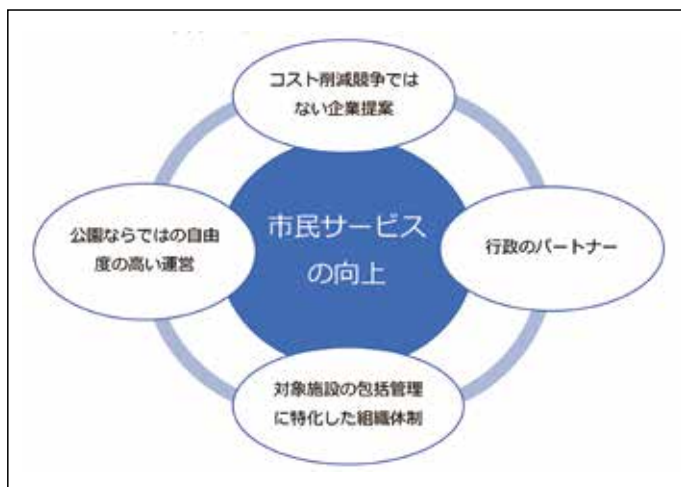 コスト削減競争では
ない企業提案
市民サービス
の向上
公園ならではの自由
度の高い運営
行政のパートナー
対象施設の包括管理
に特化した組織体制